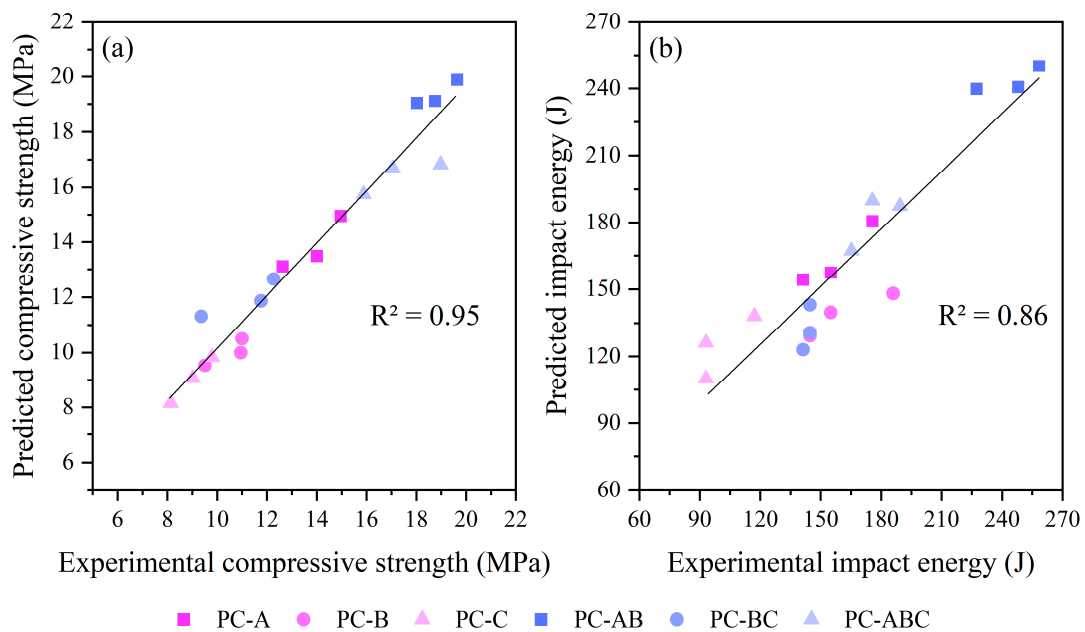 (a)
Predicted compressive strength (MPa)
22
20
18
16
14
12
10
8
6
R² = 0.95
6 8 10 12 14 16 18 20 22
Experimental compressive strength (MPa)
(b)
Predicted impact energy (J)
270
240
210
180
150
120
90
60
R² = 0.86
60 90 120 150 180 210 240 270
Experimental impact energy (J)
PC-A PC-B PC-C PC-AB PC-BC PC-ABC